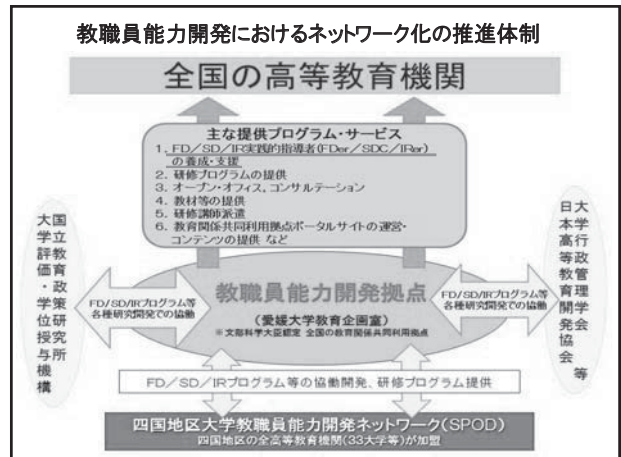 教職員能力開発におけるネットワーク化の推進体制
全国の高等教育機関
主な提供プログラム・サービス
1. FD/SD/IR実践的指導者(FDer/SDC/IRer)
の養成・支援
2. 研修プログラムの提供
3. オープン・オフィス、コンサルテーション
4. 教材等の提供
5. 研修講師派遣
6. 教育関係共同利用拠点ポータルサイトの運営・
コンテンツの提供 など
国立教育政策研究所
大学評価・学位授与機構
FD/SD/IRプログラム等
各種研究開発での協働
教職員能力開発拠点
(愛媛大学教育企画室)
※文部科学大臣認定 全国の教育関係共同利用拠点
FD/SD/IRプログラム等
各種研究開発での協働
大学行政管理学会
日本高等教育開発協会 等
FD/SD/IRプログラム等の協働開発、研修プログラム提供
四国地区大学教職員能力開発ネットワーク(SPOD)
四国地区の全高等教育機関(33大学等)が加盟